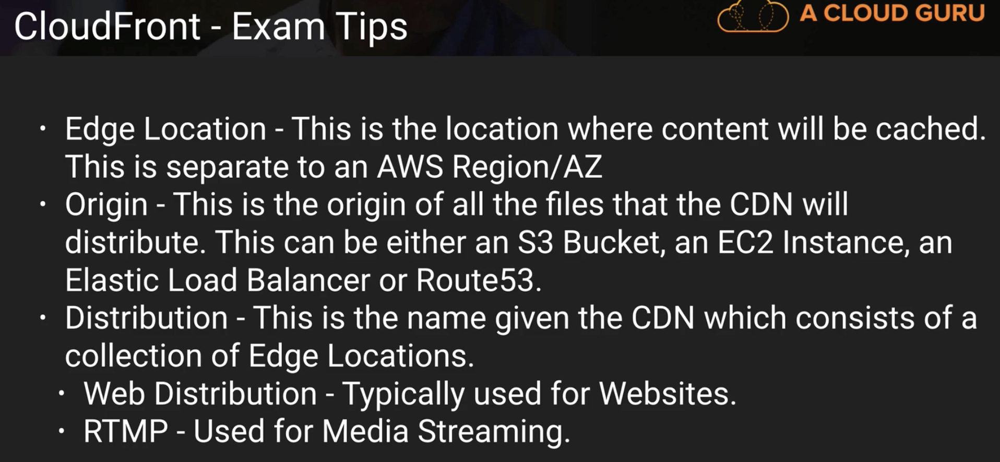 CloudFront - Exam Tips
A CLOUD GURU
· Edge Location - This is the location where content will be cached.
This is separate to an AWS Region/AZ
· Origin - This is the origin of all the files that the CDN will
distribute. This can be either an S3 Bucket, an EC2 Instance, an
Elastic Load Balancer or Route53.
· Distribution - This is the name given the CDN which consists of a
collection of Edge Locations.
· Web Distribution - Typically used for Websites.
· RTMP - Used for Media Streaming.